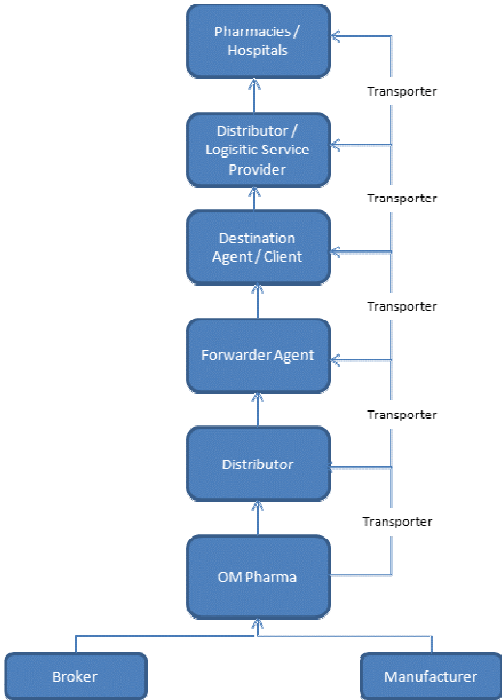 Pharmacies /
Hospitals
Transporter
Distributor /
Logisitic Service
Provider
Transporter
Destination
Agent / Client
Transporter
Forwarder Agent
Transporter
Distributor
Transporter
OM Pharma
Broker
Manufacturer